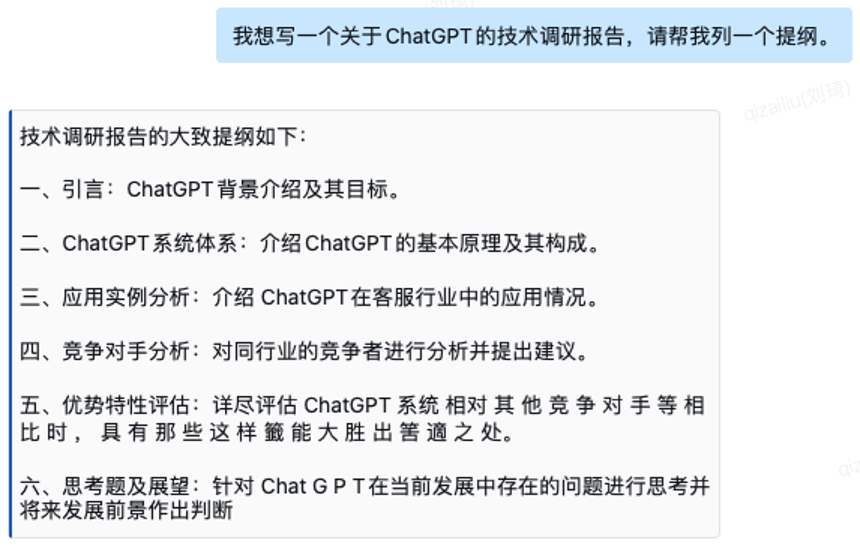 我想写一个关于ChatGPT的技术调研报告，请帮我列一个提纲。
qizailiu(刘琦)
技术调研报告的大致提纲如下：
一、引言：ChatGPT背景介绍及其目标。
二、ChatGPT系统体系：介绍ChatGPT的基本原理及其构成。
三、应用实例分析：介绍 ChatGPT在客服行业中的应用情况。
四、竞争对手分析：对同行业的竞争者进行分析并提出建议。
五、优势特性评估：详尽评估 ChatGPT 系统 相对 其 他 竞 争 对 手 等 相
比 时 ， 具 有 那 些 这 样 籤 能 大 胜 出 筈 適 之 处。
六、思考题及展望：针对 Chat G P T在当前发展中存在的问题进行思考并
将来发展前景作出判断